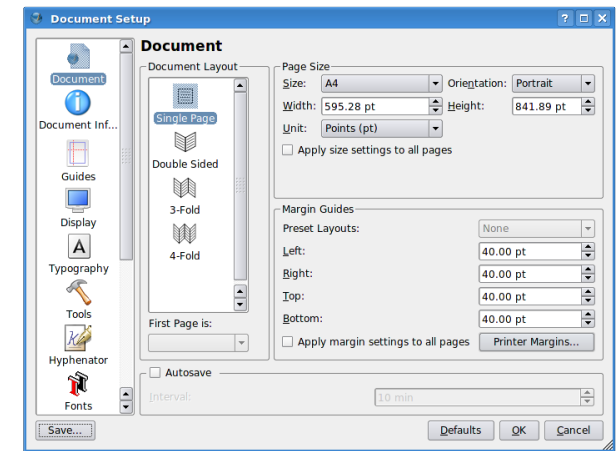 Document Setup
Document
Document Inf...
Guides
Display
A
Typography
Tools
Hyphenator
Fonts
Save...
Document
Document Layout
Single Page
Double Sided
3-Fold
4-Fold
First Page is:
Page Size
Size: A4 Orientation: Portrait
Width: 595.28 pt Height: 841.89 pt
Unit: Points (pt)
Apply size settings to all pages
Margin Guides
Preset Layouts: None
Left: 40.00 pt
Right: 40.00 pt
Top: 40.00 pt
Bottom: 40.00 pt
Apply margin settings to all pages Printer Margins...
Autosave
Interval: 10 min
Defaults OK Cancel